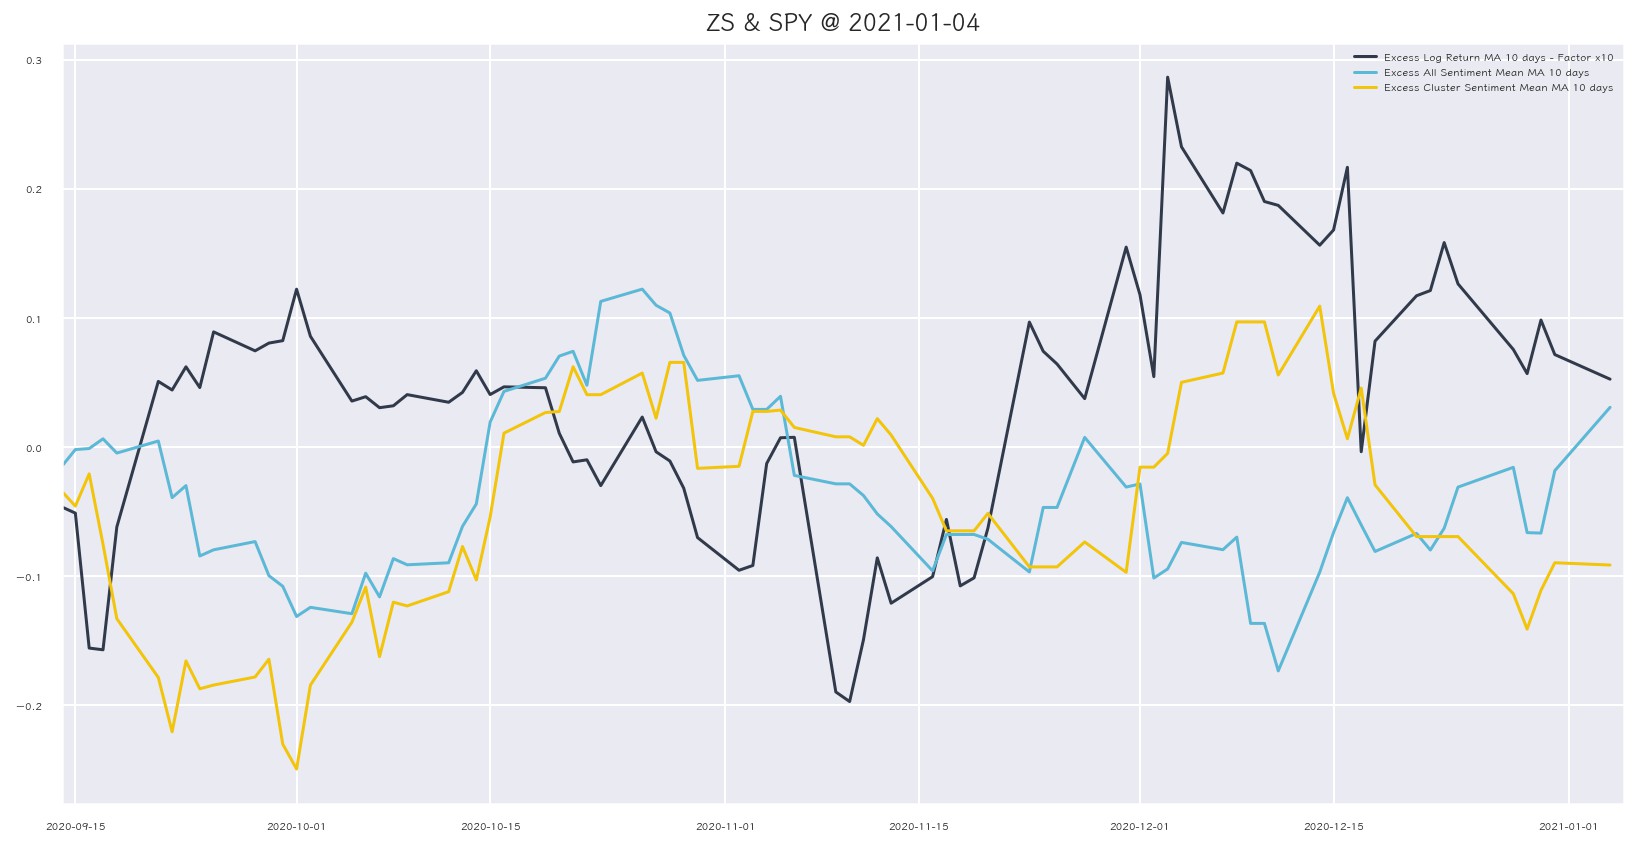 ZS & SPY @ 2021-01-04
Excess Log Return MA 10 days - Factor x10
Excess All Sentiment Mean MA 10 days
Excess Cluster Sentiment Mean MA 10 days
0.3
0.2
0.1
0.0
−0.1
−0.2
2020-09-15 2020-10-01 2020-10-15 2020-11-01 2020-11-15 2020-12-01 2020-12-15 2021-01-01